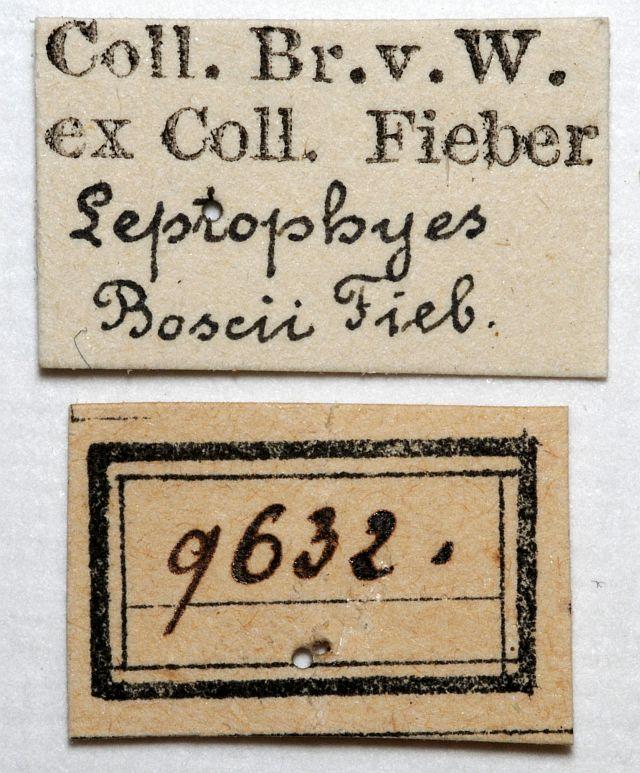 Coll. Br.v.W.
ex Coll. Fieber
Leptophyes
Boscii Fieb.
9632.